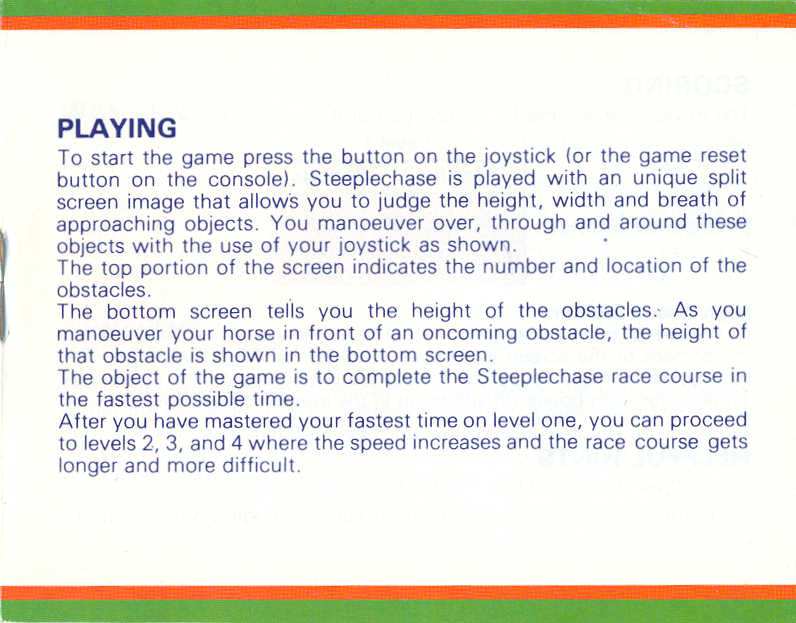 PLAYING
To start the game press the button on the joystick (or the game reset
button on the console). Steeplechase is played with an unique split
screen image that allows you to judge the height, width and breath of
approaching objects. You manoeuver over, through and around these
objects with the use of your joystick as shown.
The top portion of the screen indicates the number and location of the
obstacles.
The bottom screen tells you the height of the obstacles. As you
manoeuver your horse in front of an oncoming obstacle, the height of
that obstacle is shown in the bottom screen.
The object of the game is to complete the Steeplechase race course in
the fastest possible time.
After you have mastered your fastest time on level one, you can proceed
to levels 2, 3, and 4 where the speed increases and the race course gets
longer and more difficult.